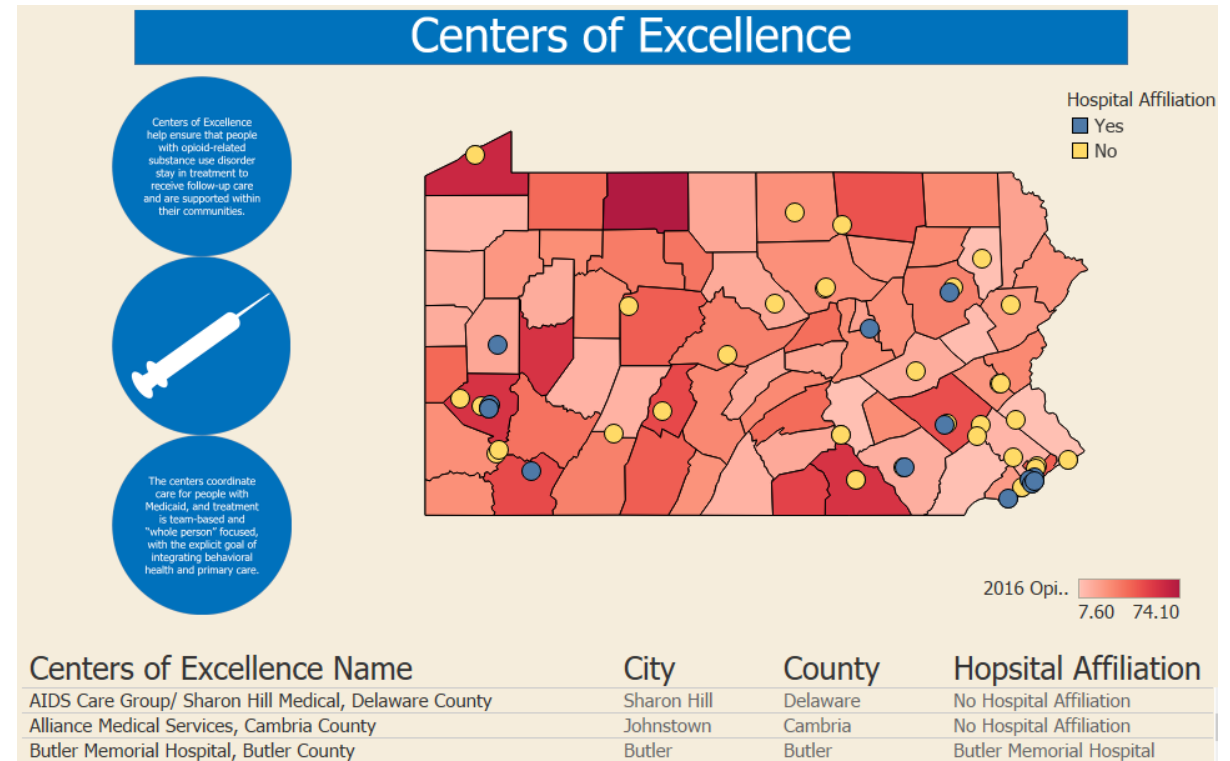 Centers of Excellence
Centers of Excellence
help ensure that people
with opioid-related
substance use disorder
stay in treatment to
receive follow-up care
and are supported within
their communities.
The centers coordinate
care for people with
Medicaid, and treatment
is team-based and
“whole person” focused,
with the explicit goal of
integrating behavioral
health and primary care.
Hospital Affiliation
Yes
No
2016 Opi..
7.60 74.10
Centers of Excellence Name City County Hopsital Affiliation
AIDS Care Group/ Sharon Hill Medical, Delaware County Sharon Hill Delaware No Hospital Affiliation
Alliance Medical Services, Cambria County Johnstown Cambria No Hospital Affiliation
Butler Memorial Hospital, Butler County Butler Butler Butler Memorial Hospital